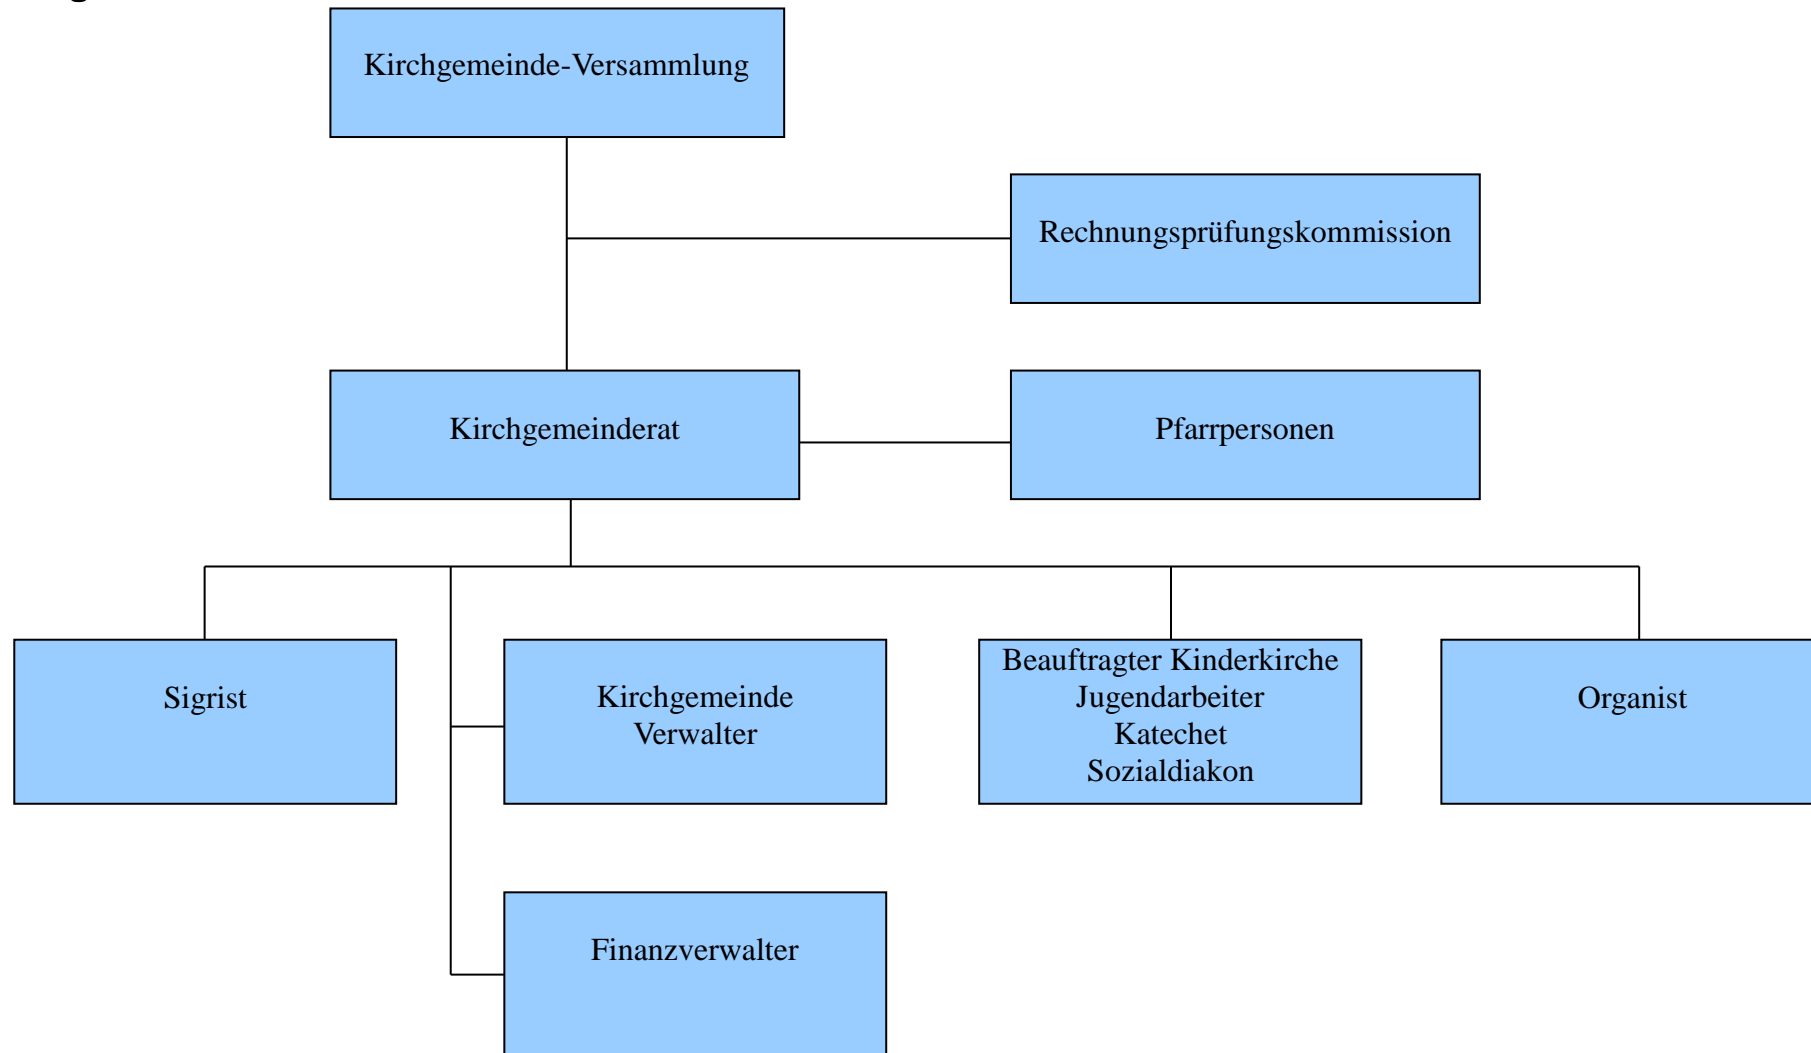 Kirchgemeinde-Versammlung
Rechnungsprüfungskommission
Kirchgemeinderat
Pfarrpersonen
Sigrist
Kirchgemeinde
Verwalter
Beauftragter Kinderkirche
Jugendarbeiter
Katechet
Sozialdiakon
Organist
Finanzverwalter